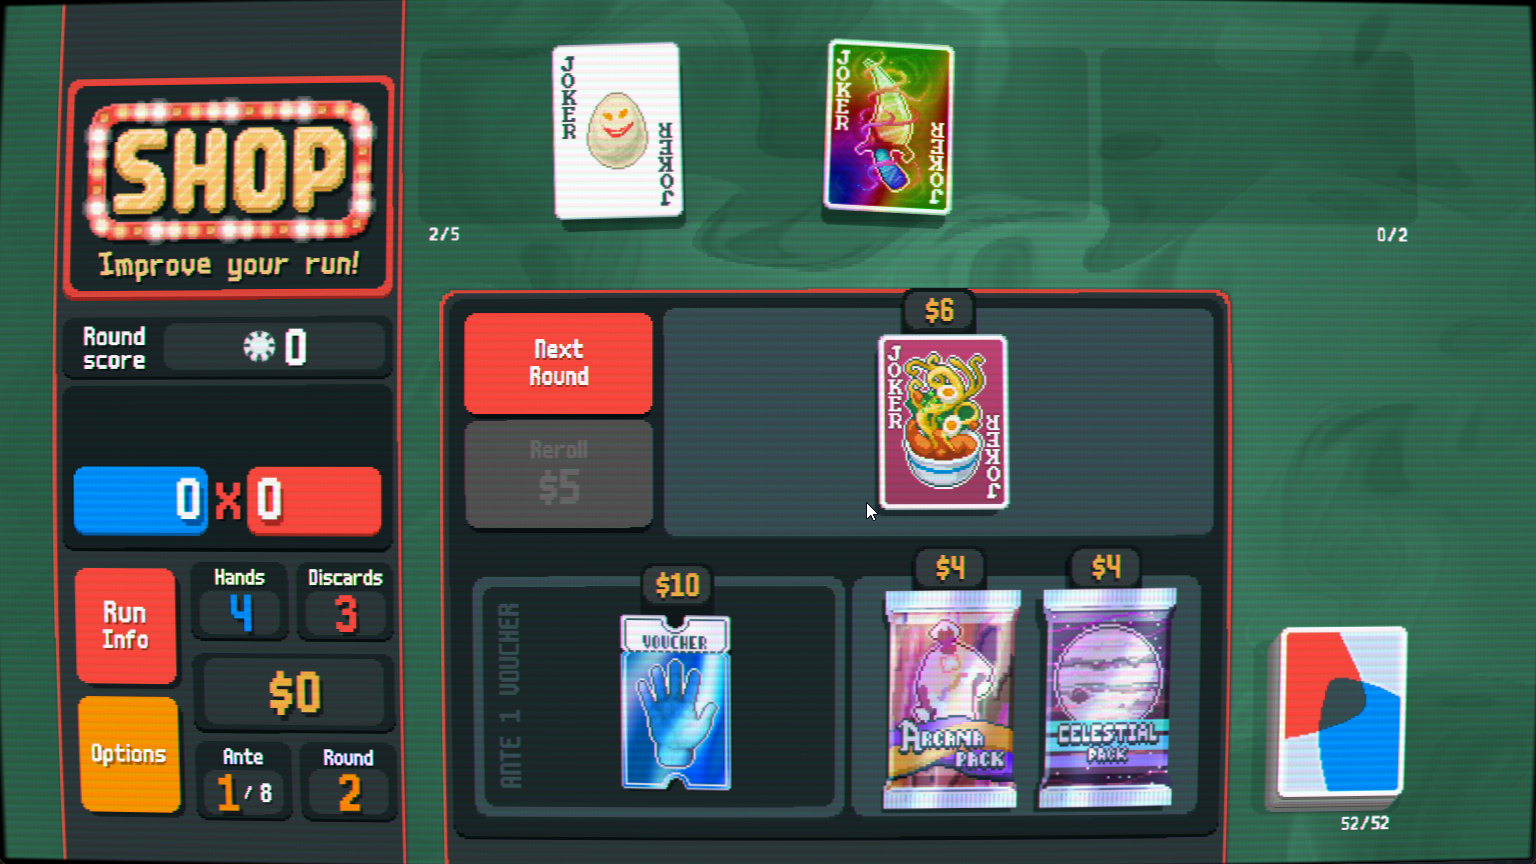 JOKER
JOKER
JOKER
JOKER
2/5
0/2
SHOP
Improve your run!
Round
score
0
0 X 0
Run
Info
Hands
4
Discards
3
$0
Options
Ante
1 / 8
Round
2
Next
Round
Reroll
$5
$6
JOKER
JOKER
ANTE 1 VOUCHER
$10
VOUCHER
$4
ARCANA
PACK
$4
CELESTIAL
PACK
52/52